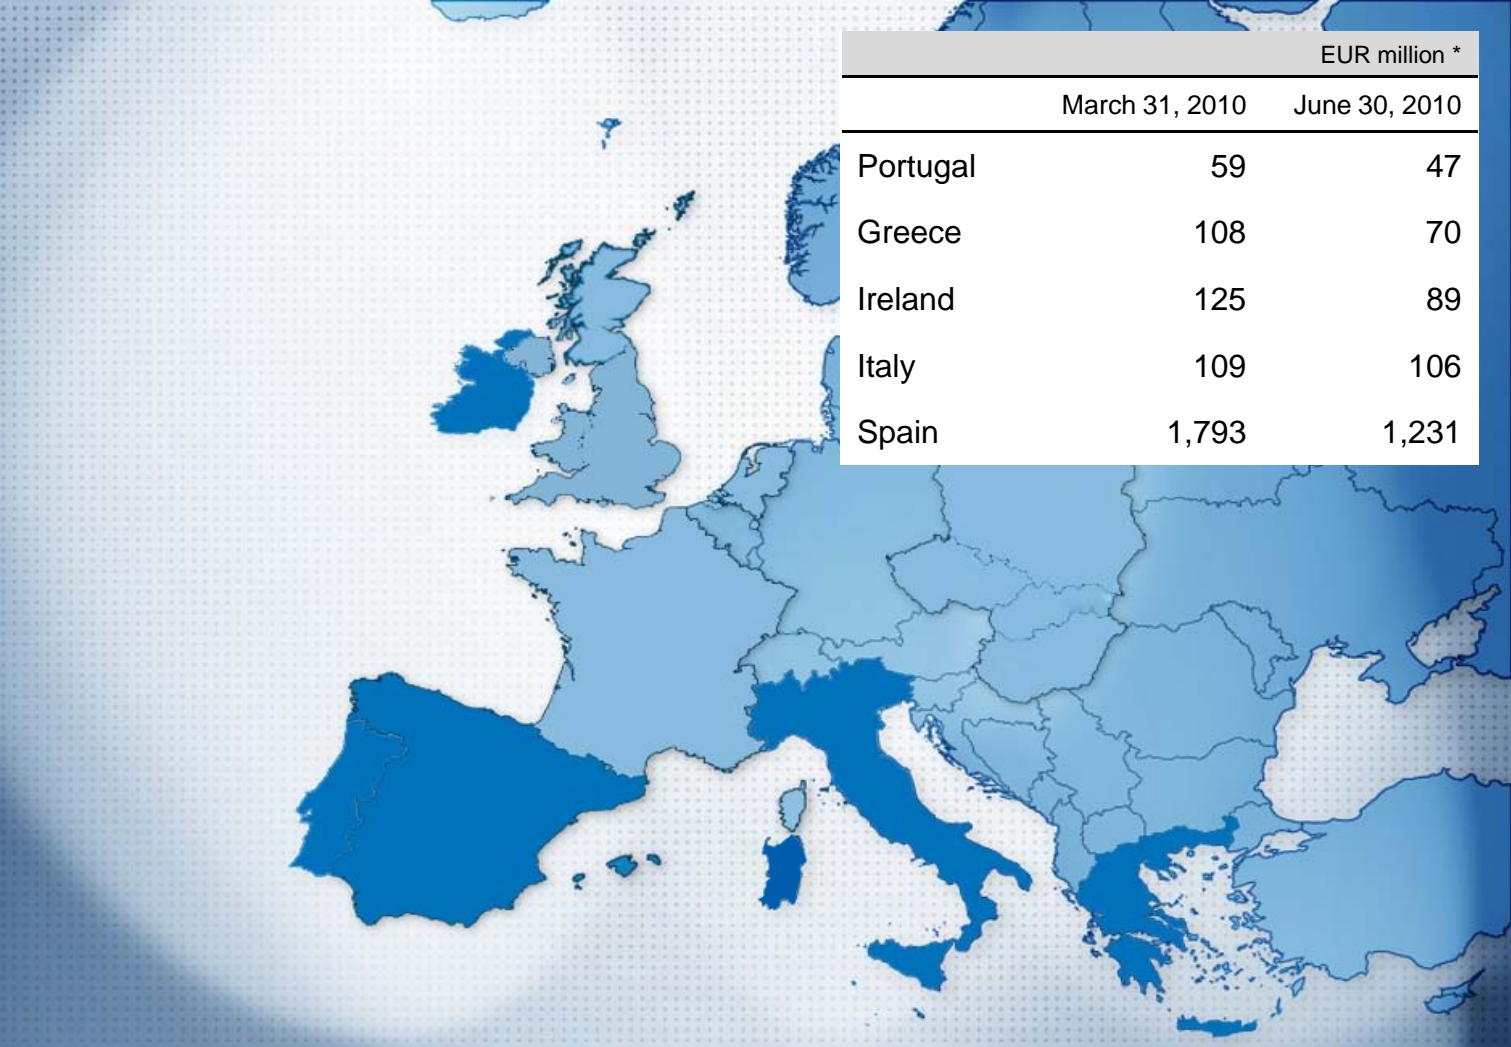 EUR million *
March 31, 2010 June 30, 2010
Portugal 59 47
Greece 108 70
Ireland 125 89
Italy 109 106
Spain 1,793 1,231